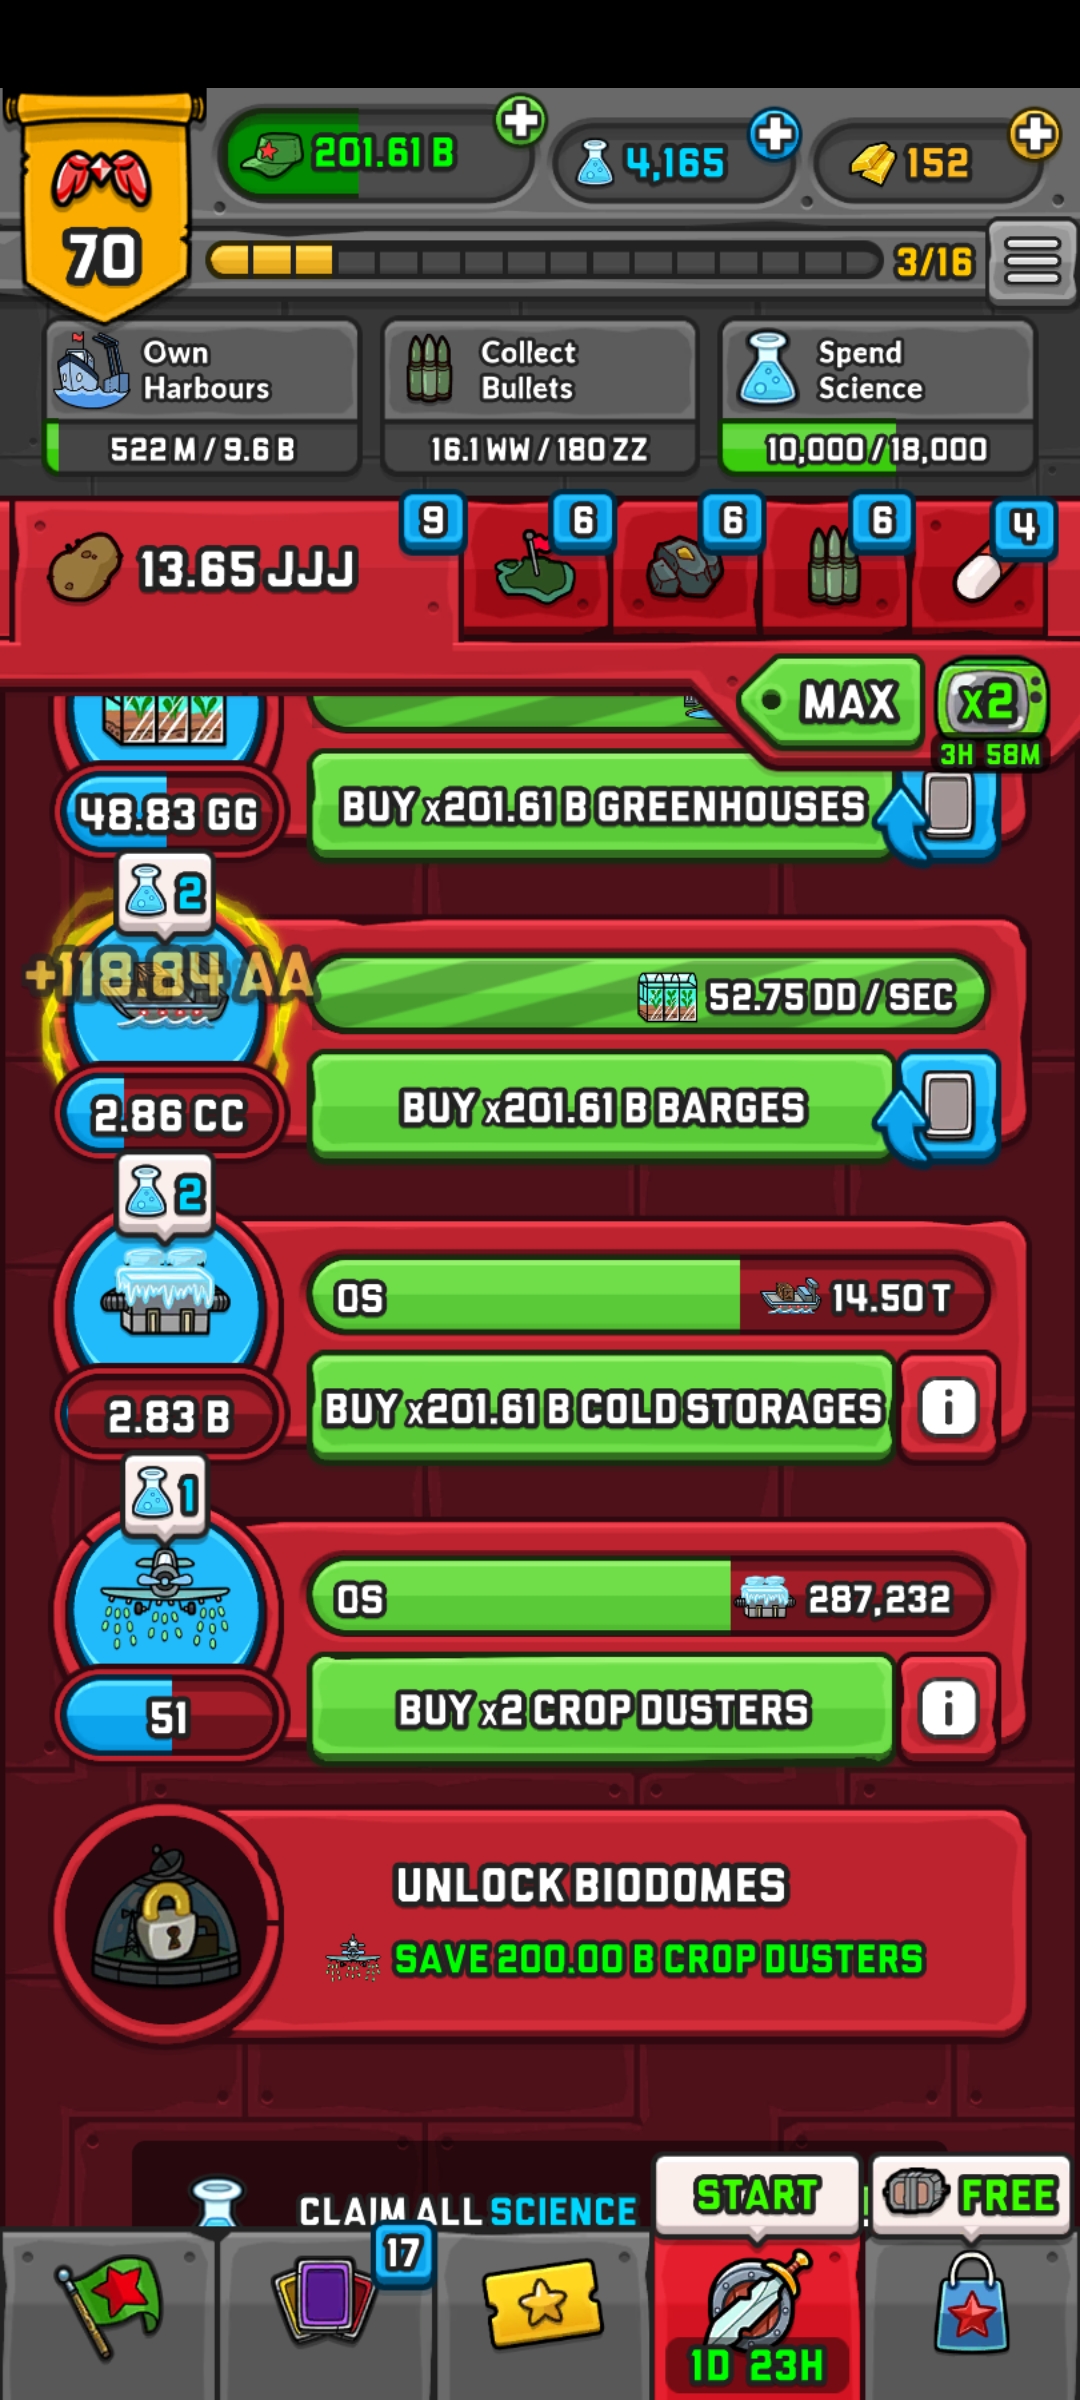 201.61 B
4,165
152
70
3/16
Own
Harbours
522 M / 9.6 B
Collect
Bullets
16.1 WW / 180 ZZ
Spend
Science
10,000 / 18,000
13.65 JJJ
9
6
6
6
4
MAX
x2
3H 58M
48.83 GG
BUY x201.61 B GREENHOUSES
2
+118.84 AA
52.75 DD / SEC
2.86 CC
BUY x201.61 B BARGES
2
0S
14.50 T
2.83 B
BUY x201.61 B COLD STORAGES
i
1
0S
287,232
51
BUY x2 CROP DUSTERS
i
UNLOCK BIODOMES
SAVE 200.00 B CROP DUSTERS
CLAIM ALL SCIENCE
START
FREE
17
1D 23H